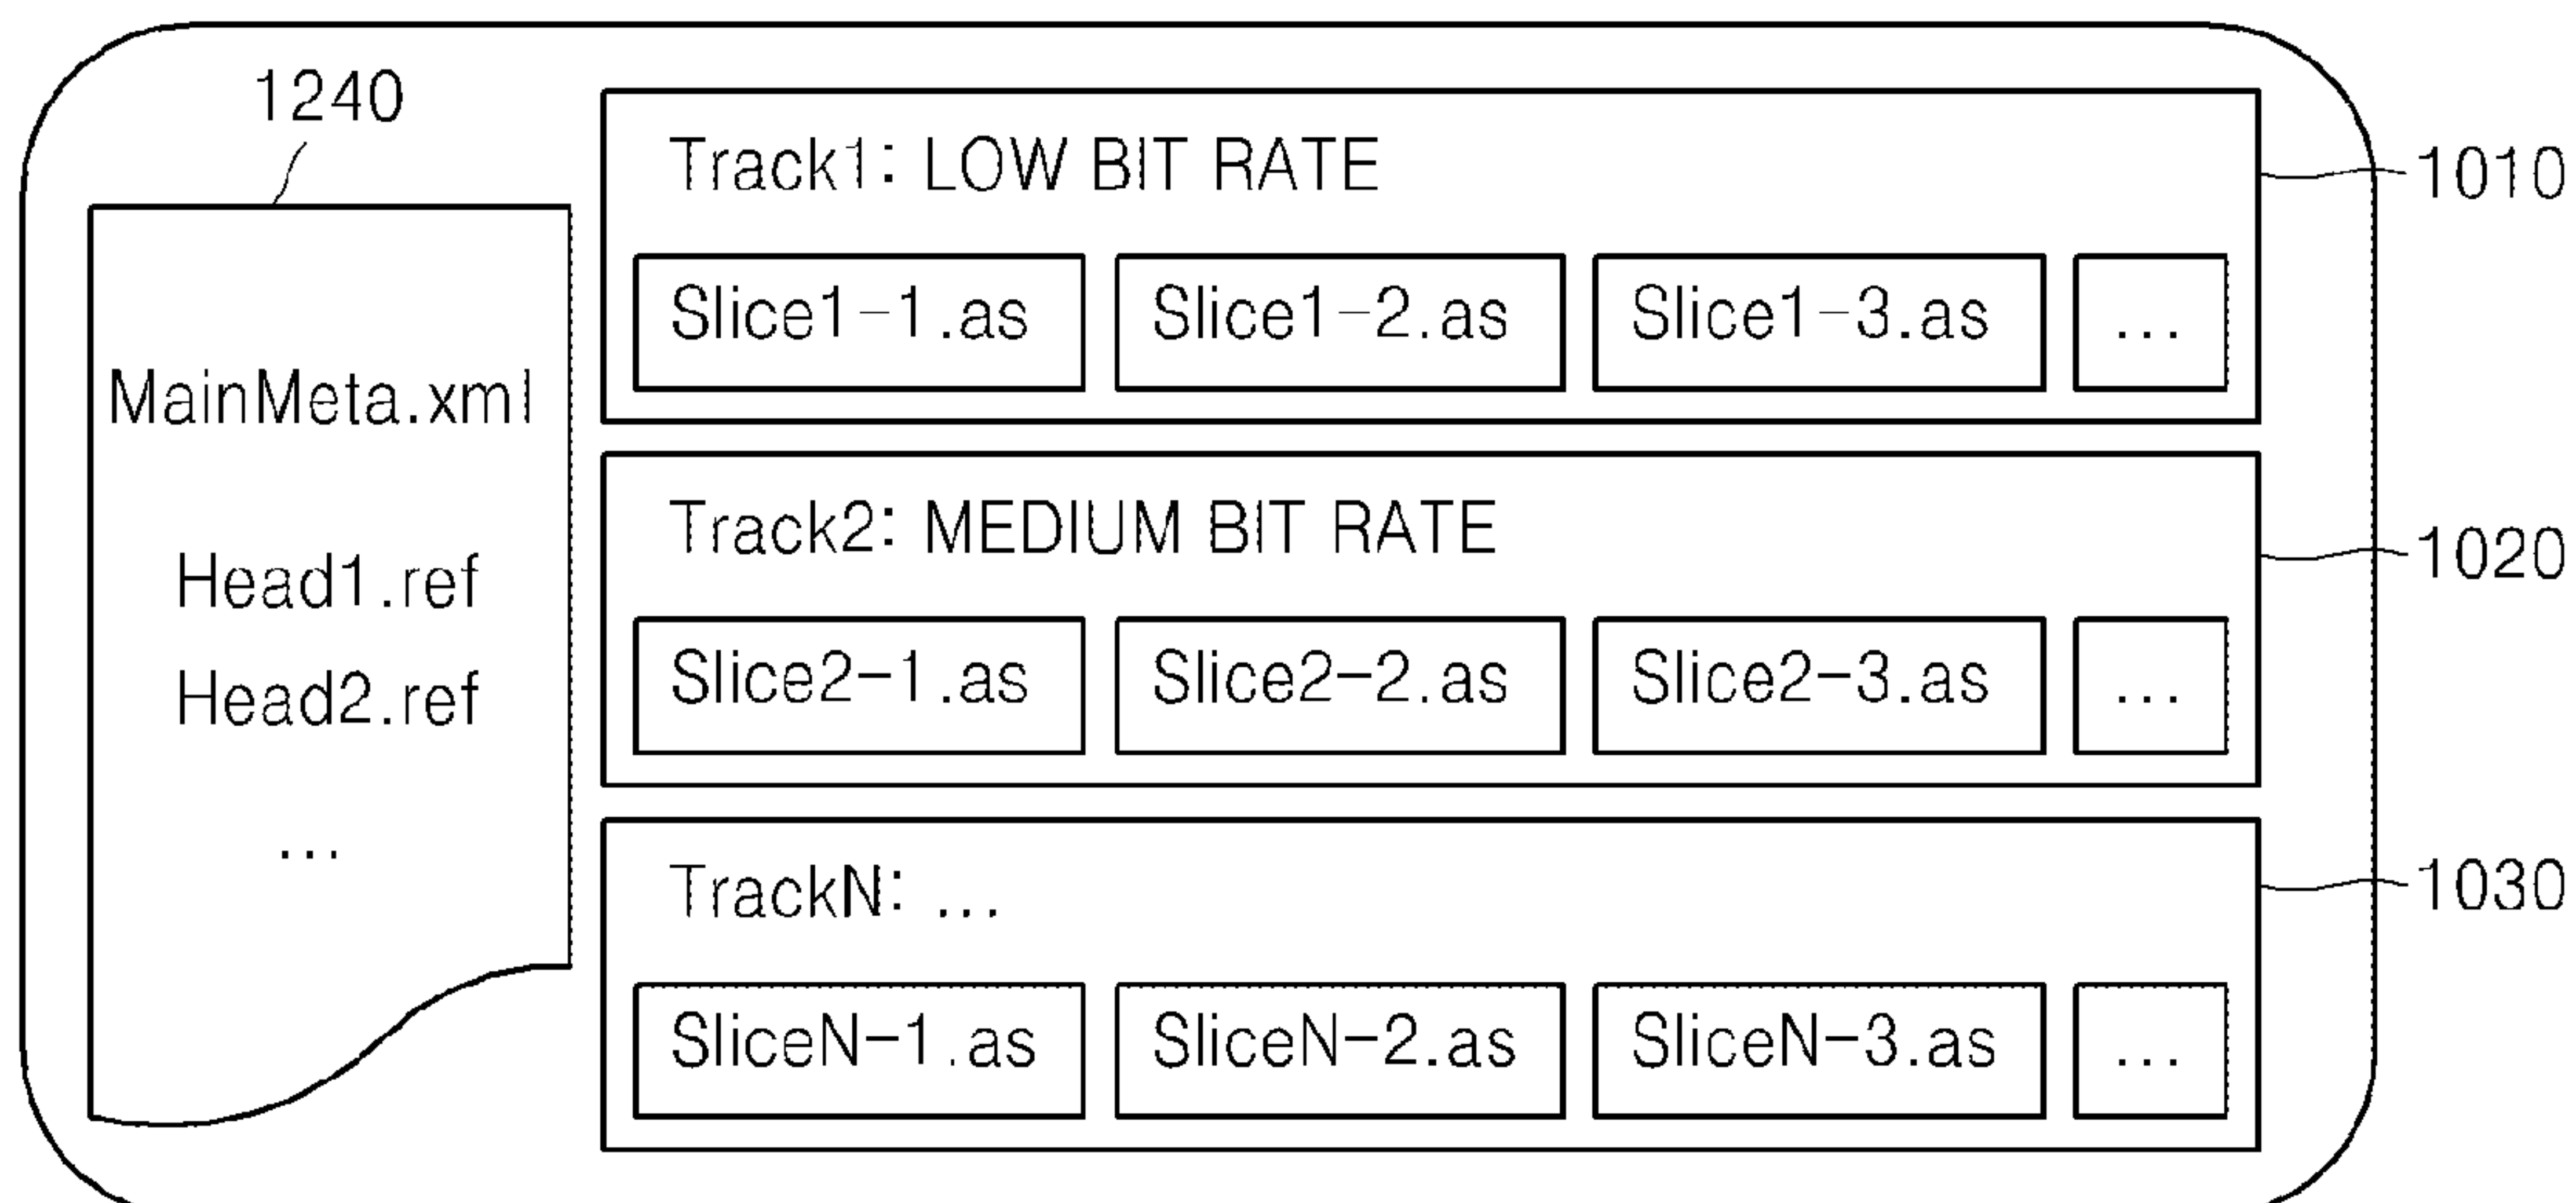 1240
MainMeta.xml
Head1.ref
Head2.ref
...
Track1: LOW BIT RATE
1010
Slice1-1.as
Slice1-2.as
Slice1-3.as
...
Track2: MEDIUM BIT RATE
1020
Slice2-1.as
Slice2-2.as
Slice2-3.as
...
TrackN: ...
1030
SliceN-1.as
SliceN-2.as
SliceN-3.as
...